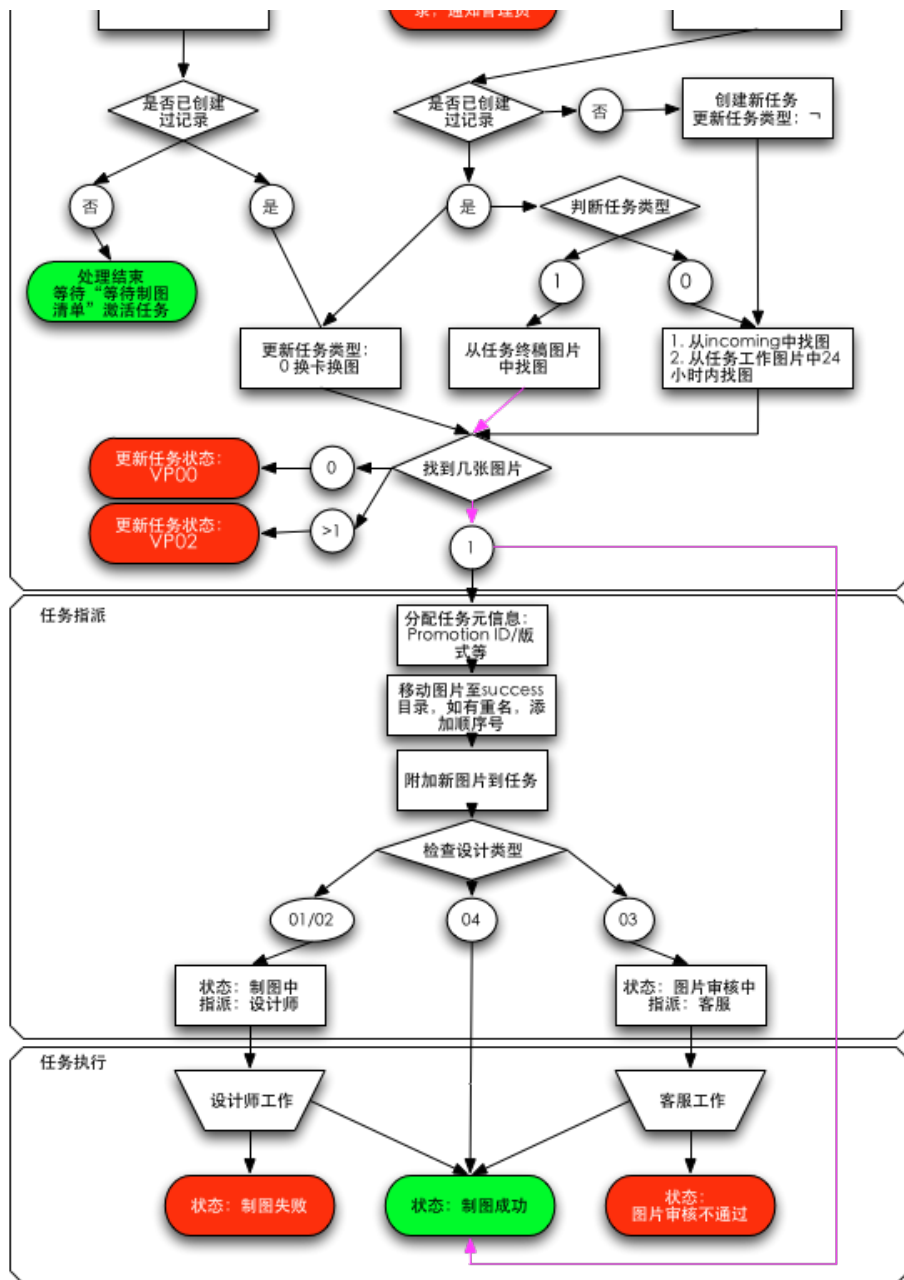 录，通知管理员
是否已创建
过记录
是否已创建
过记录
否
创建新任务
更新任务类型：¬
否
是
是
判断任务类型
处理结束
等待“等待制图
清单”激活任务
1
0
更新任务类型：
0 换卡换图
从任务终稿图片
中找图
1. 从incoming中找图
2. 从任务工作图片中24
小时内找图
更新任务状态：
VP00
0
找到几张图片
更新任务状态：
VP02
>1
1
任务指派
分配任务元信息：
Promotion ID/版
式等
移动图片至success
目录，如有重名，添
加顺序号
附加新图片到任务
检查设计类型
01/02
04
03
状态：制图中
指派：设计师
状态：图片审核中
指派：客服
任务执行
设计师工作
客服工作
状态：制图失败
状态：制图成功
状态：
图片审核不通过